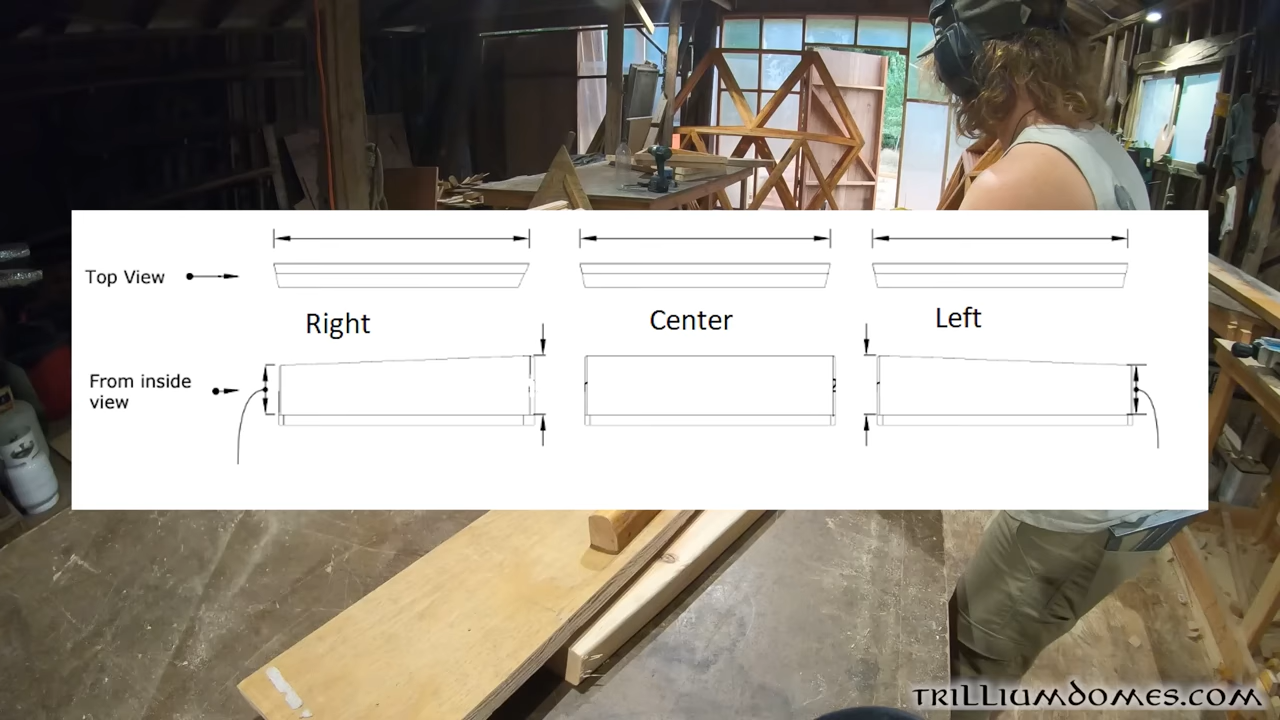 Top View
Right
Center
Left
From inside
view
TRILLIUMDOMES.COM